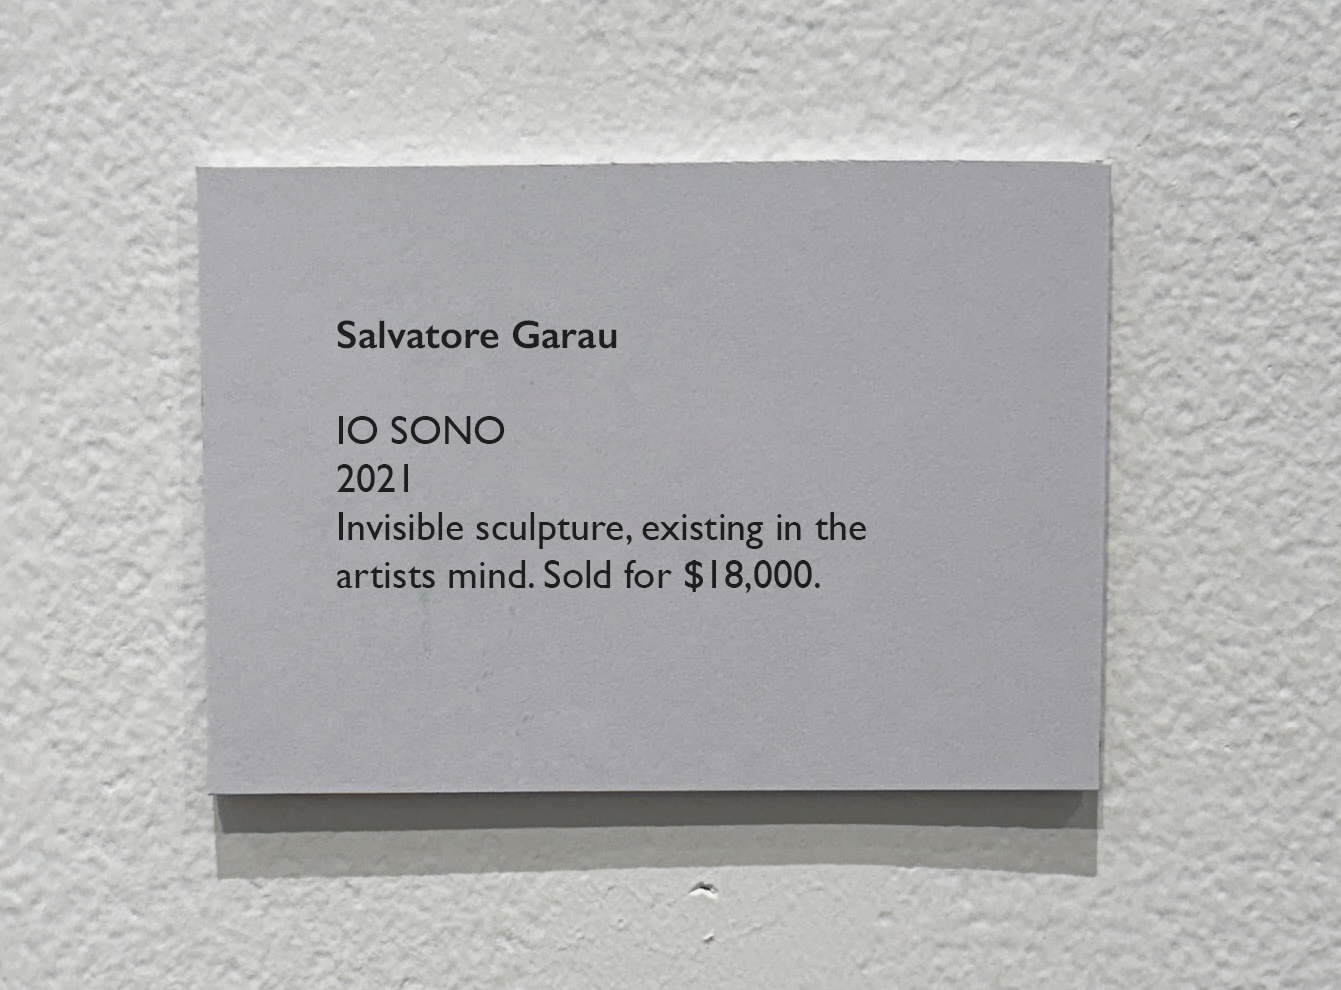 Salvatore Garau
IO SONO
2021
Invisible sculpture, existing in the
artists mind. Sold for $18,000.